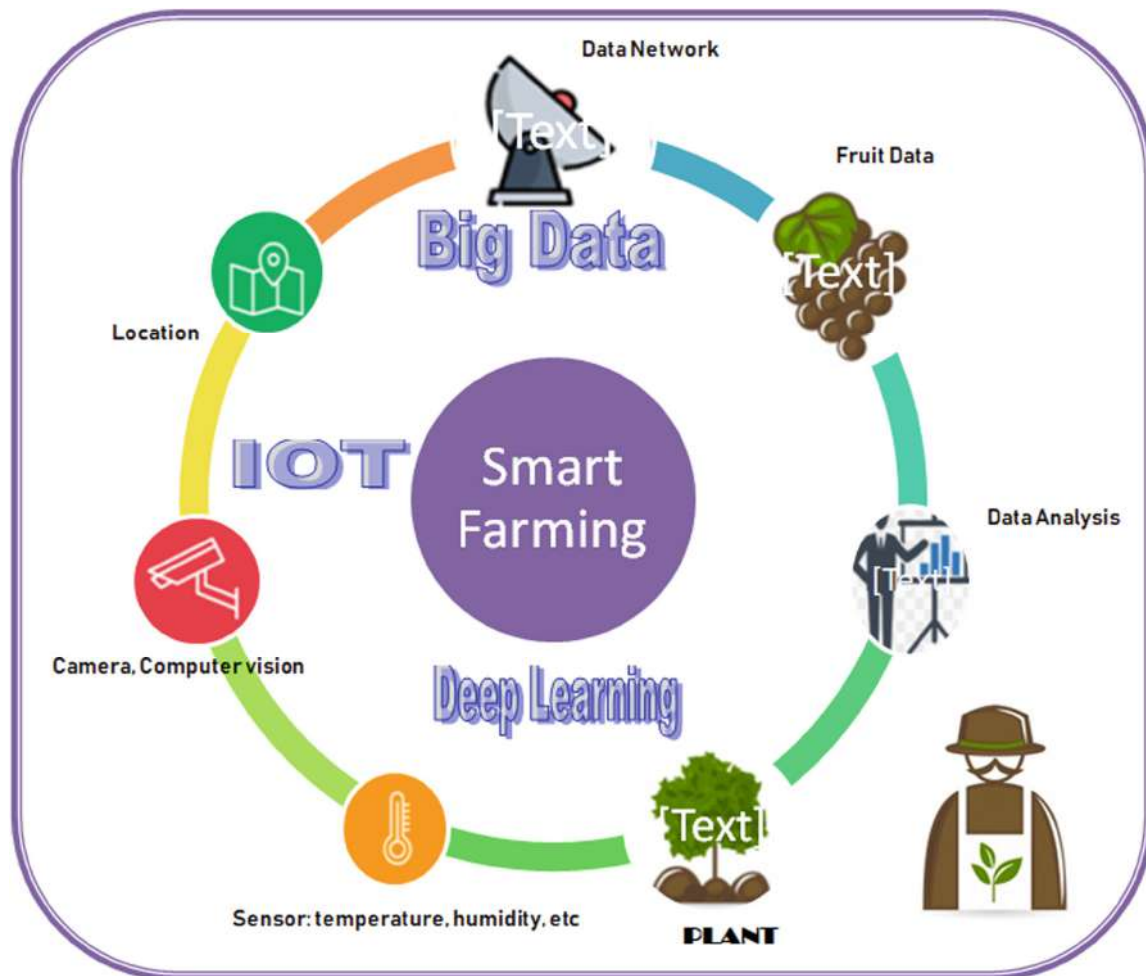 Data Network
[Text]
Fruit Data
Big Data
[Text]
Location
IOT
Smart
Farming
Data Analysis
[Text]
Camera, Computer vision
Deep Learning
[Text]
Sensor: temperature, humidity, etc
PLANT